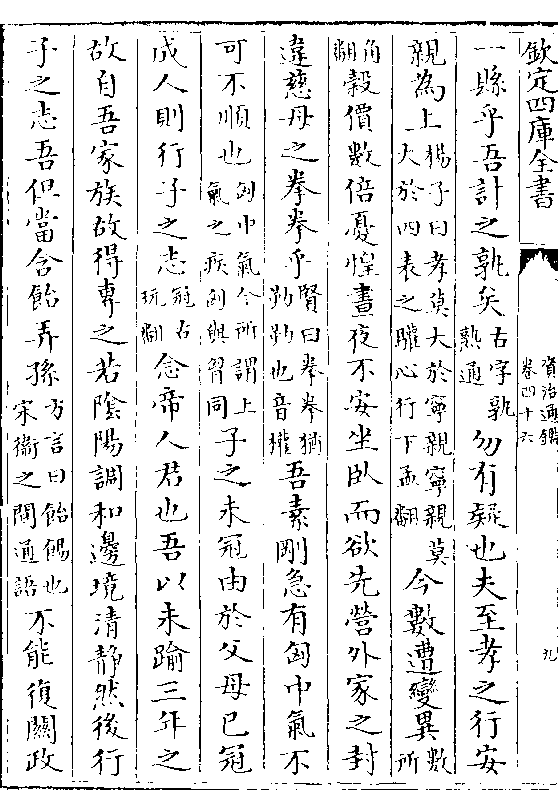 欽定四庫全書
資治通鑑
卷四十六
九
一縣乎吾計之孰矣古字孰熟通勿有疑也夫至孝之行安
親為上楊子曰孝莫大於寧親寧親莫大於四表之驩心行下孟翻今數遭變異數所
角翻穀價數倍憂惶晝夜不安坐臥而欲先營外家之封
違慈母之拳拳乎賢曰拳拳猶勤勤也音權吾素剛急有匈中氣不
可不順也匈中氣今所謂上氣之疾匈與胷同子之未冠由於父母已冠
成人則行子之志冠古玩翻念帝人君也吾以未踰三年之
故自吾家族故得專之若陰陽調和邊境清靜然後行
子之志吾但當含飴弄孫方言曰飴餳也宋衞之間通語不能復關政